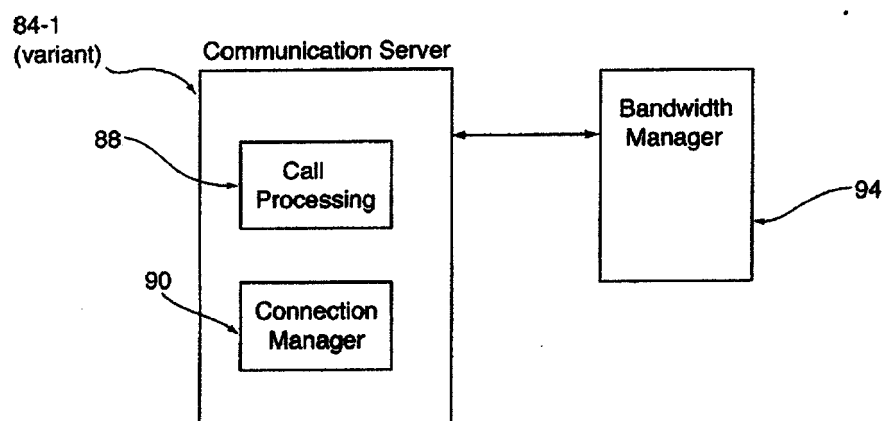 84-1
(variant)
Communication Server
Bandwidth
Manager
88
Call
Processing
94
90
Connection
Manager